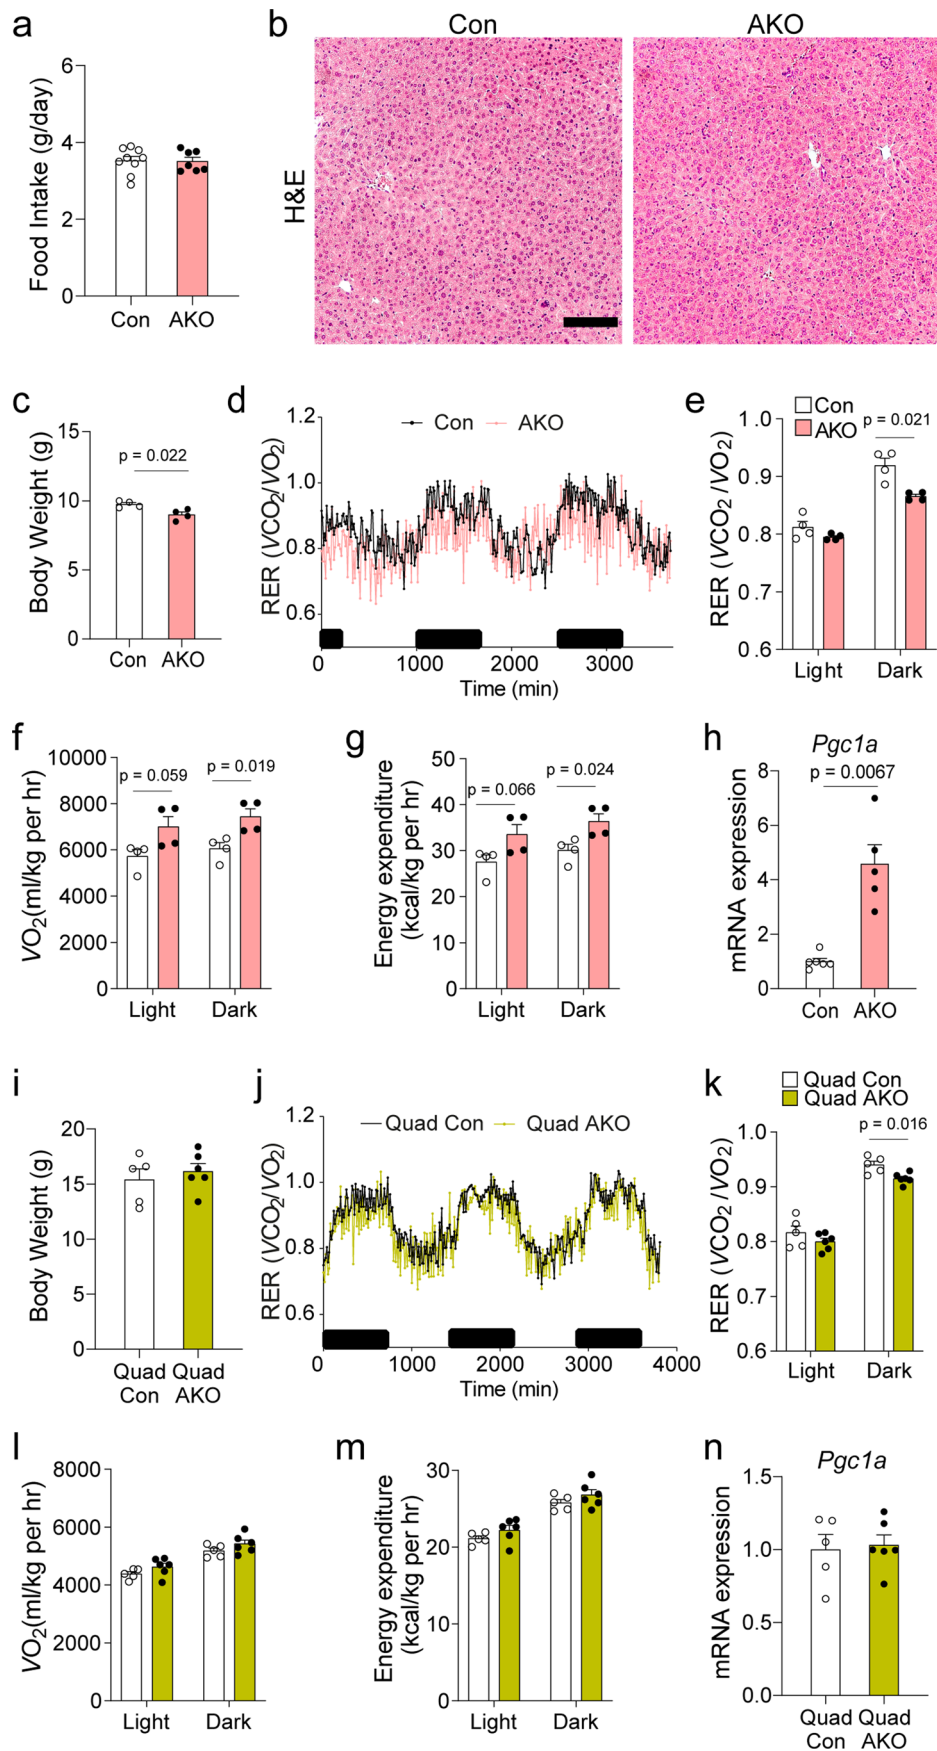 a
Food Intake (g/day)
6
4
2
0
Con AKO
b
Con AKO
H&E
c
Body Weight (g)
15
10
5
0
p = 0.022
Con AKO
d
RER (VCO2/VO2)
1.2
1.0
0.8
0.6
Con AKO
0 1000 2000 3000
Time (min)
e
RER (VCO2/VO2)
1.0
0.9
0.8
0.7
0.6
Con
AKO
p = 0.021
Light Dark
f
VO2(ml/kg per hr)
10000
8000
6000
4000
2000
0
p = 0.059
p = 0.019
Light Dark
g
Energy expenditure
(kcal/kg per hr)
50
40
30
20
10
0
p = 0.066
p = 0.024
Light Dark
h
Pgc1a
mRNA expression
8
6
4
2
0
p = 0.0067
Con AKO
i
Body Weight (g)
20
15
10
5
0
Quad Quad
Con AKO
j
RER (VCO2/VO2)
1.2
1.0
0.8
0.6
Quad Con Quad AKO
0 1000 2000 3000 4000
Time (min)
k
RER (VCO2/VO2)
1.0
0.9
0.8
0.7
0.6
Quad Con
Quad AKO
p = 0.016
Light Dark
l
VO2(ml/kg per hr)
8000
6000
4000
2000
0
Light Dark
m
Energy expenditure
(kcal/kg per hr)
30
20
10
0
Light Dark
n
Pgc1a
mRNA expression
1.5
1.0
0.5
0.0
Quad Quad
Con AKO